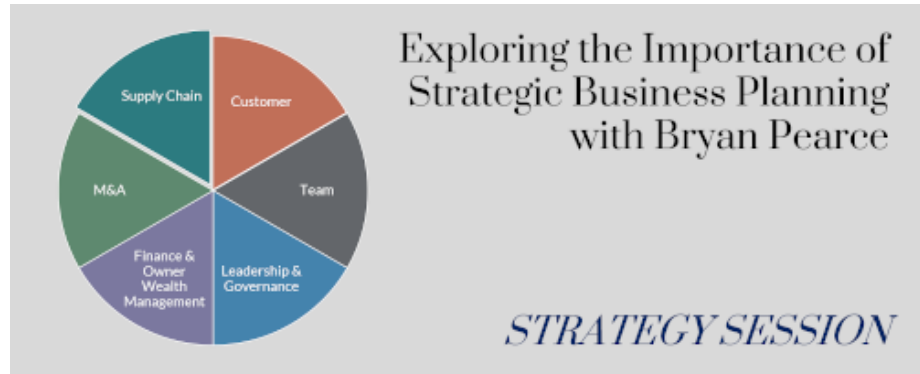 Exploring the Importance of
Strategic Business Planning
with Bryan Pearce
Supply Chain
Customer
M&A
Team
Finance &
Owner
Wealth
Management
Leadership &
Governance
STRATEGY SESSION